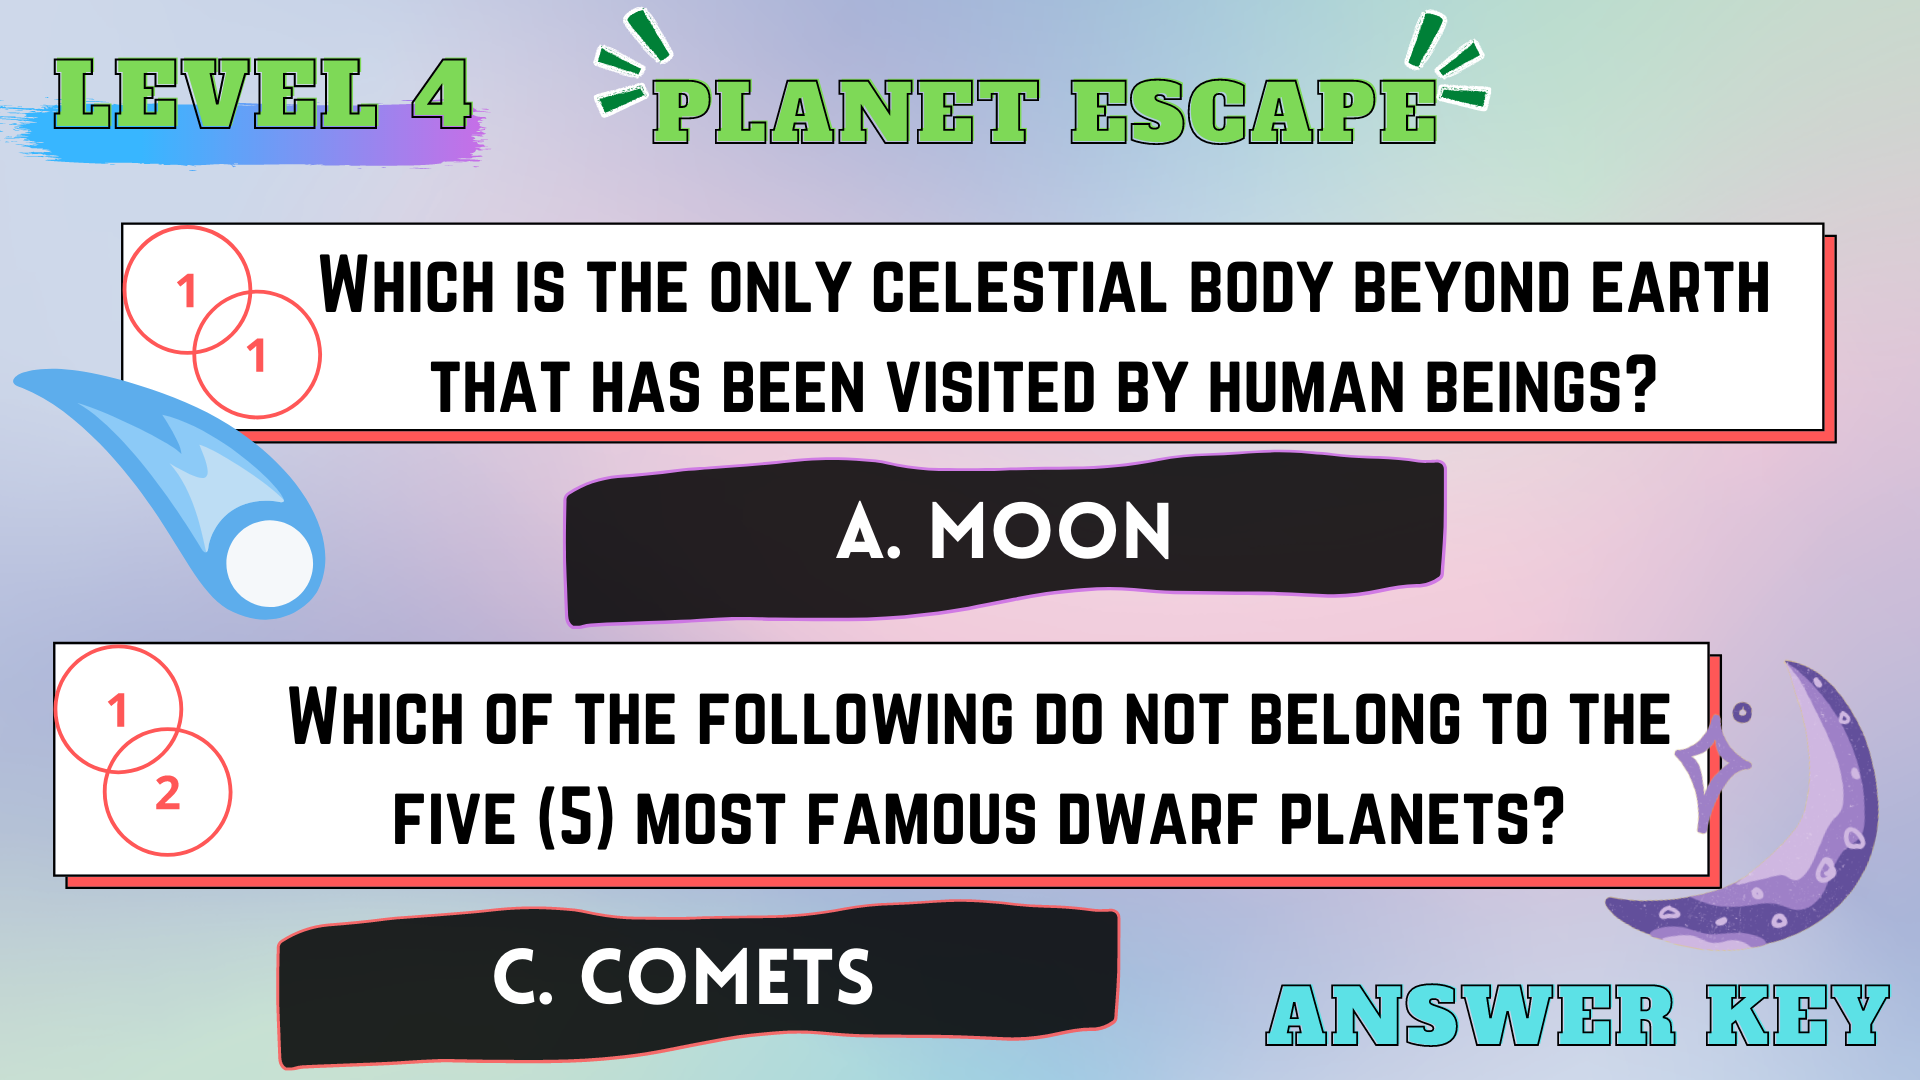 LEVEL 4
PLANET ESCAPE
1
1
Which is the only celestial body beyond earth
that has been visited by human beings?
A. MOON
1
2
Which of the following do not belong to the
five (5) most famous dwarf planets?
C. COMETS
ANSWER KEY